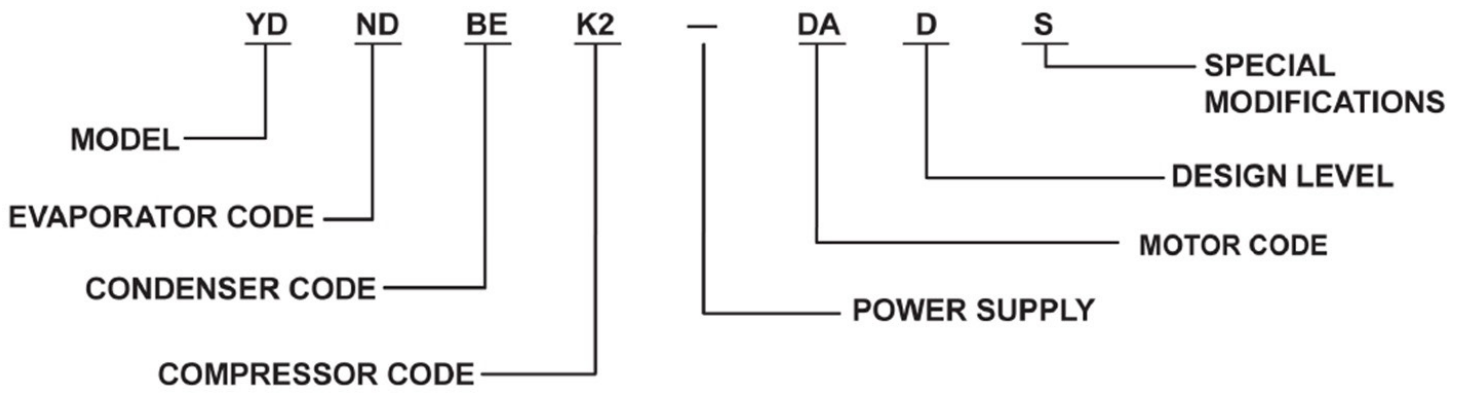 YD ND BE K2 — DA D S
SPECIAL
MODIFICATIONS
MODEL
DESIGN LEVEL
EVAPORATOR CODE
MOTOR CODE
CONDENSER CODE
POWER SUPPLY
COMPRESSOR CODE